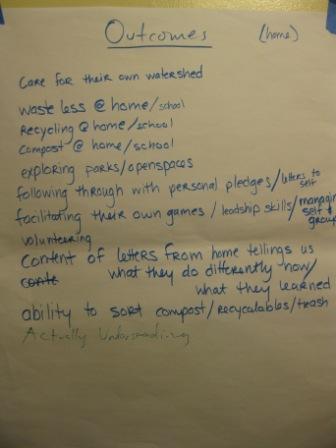 Outcomes (home)
Care for their own watershed
waste less @ home/school
Recycling @ home/school
Compost @ home/school
exploring parks/openspaces
following through with personal pledges/letters to self
facilitating their own games / leadship skills/managing self & group
volunteering
Content of letters from home tellings us
conte what they do differently now/
what they learned
ability to sort compost/recyclables/trash
Actually Understanding